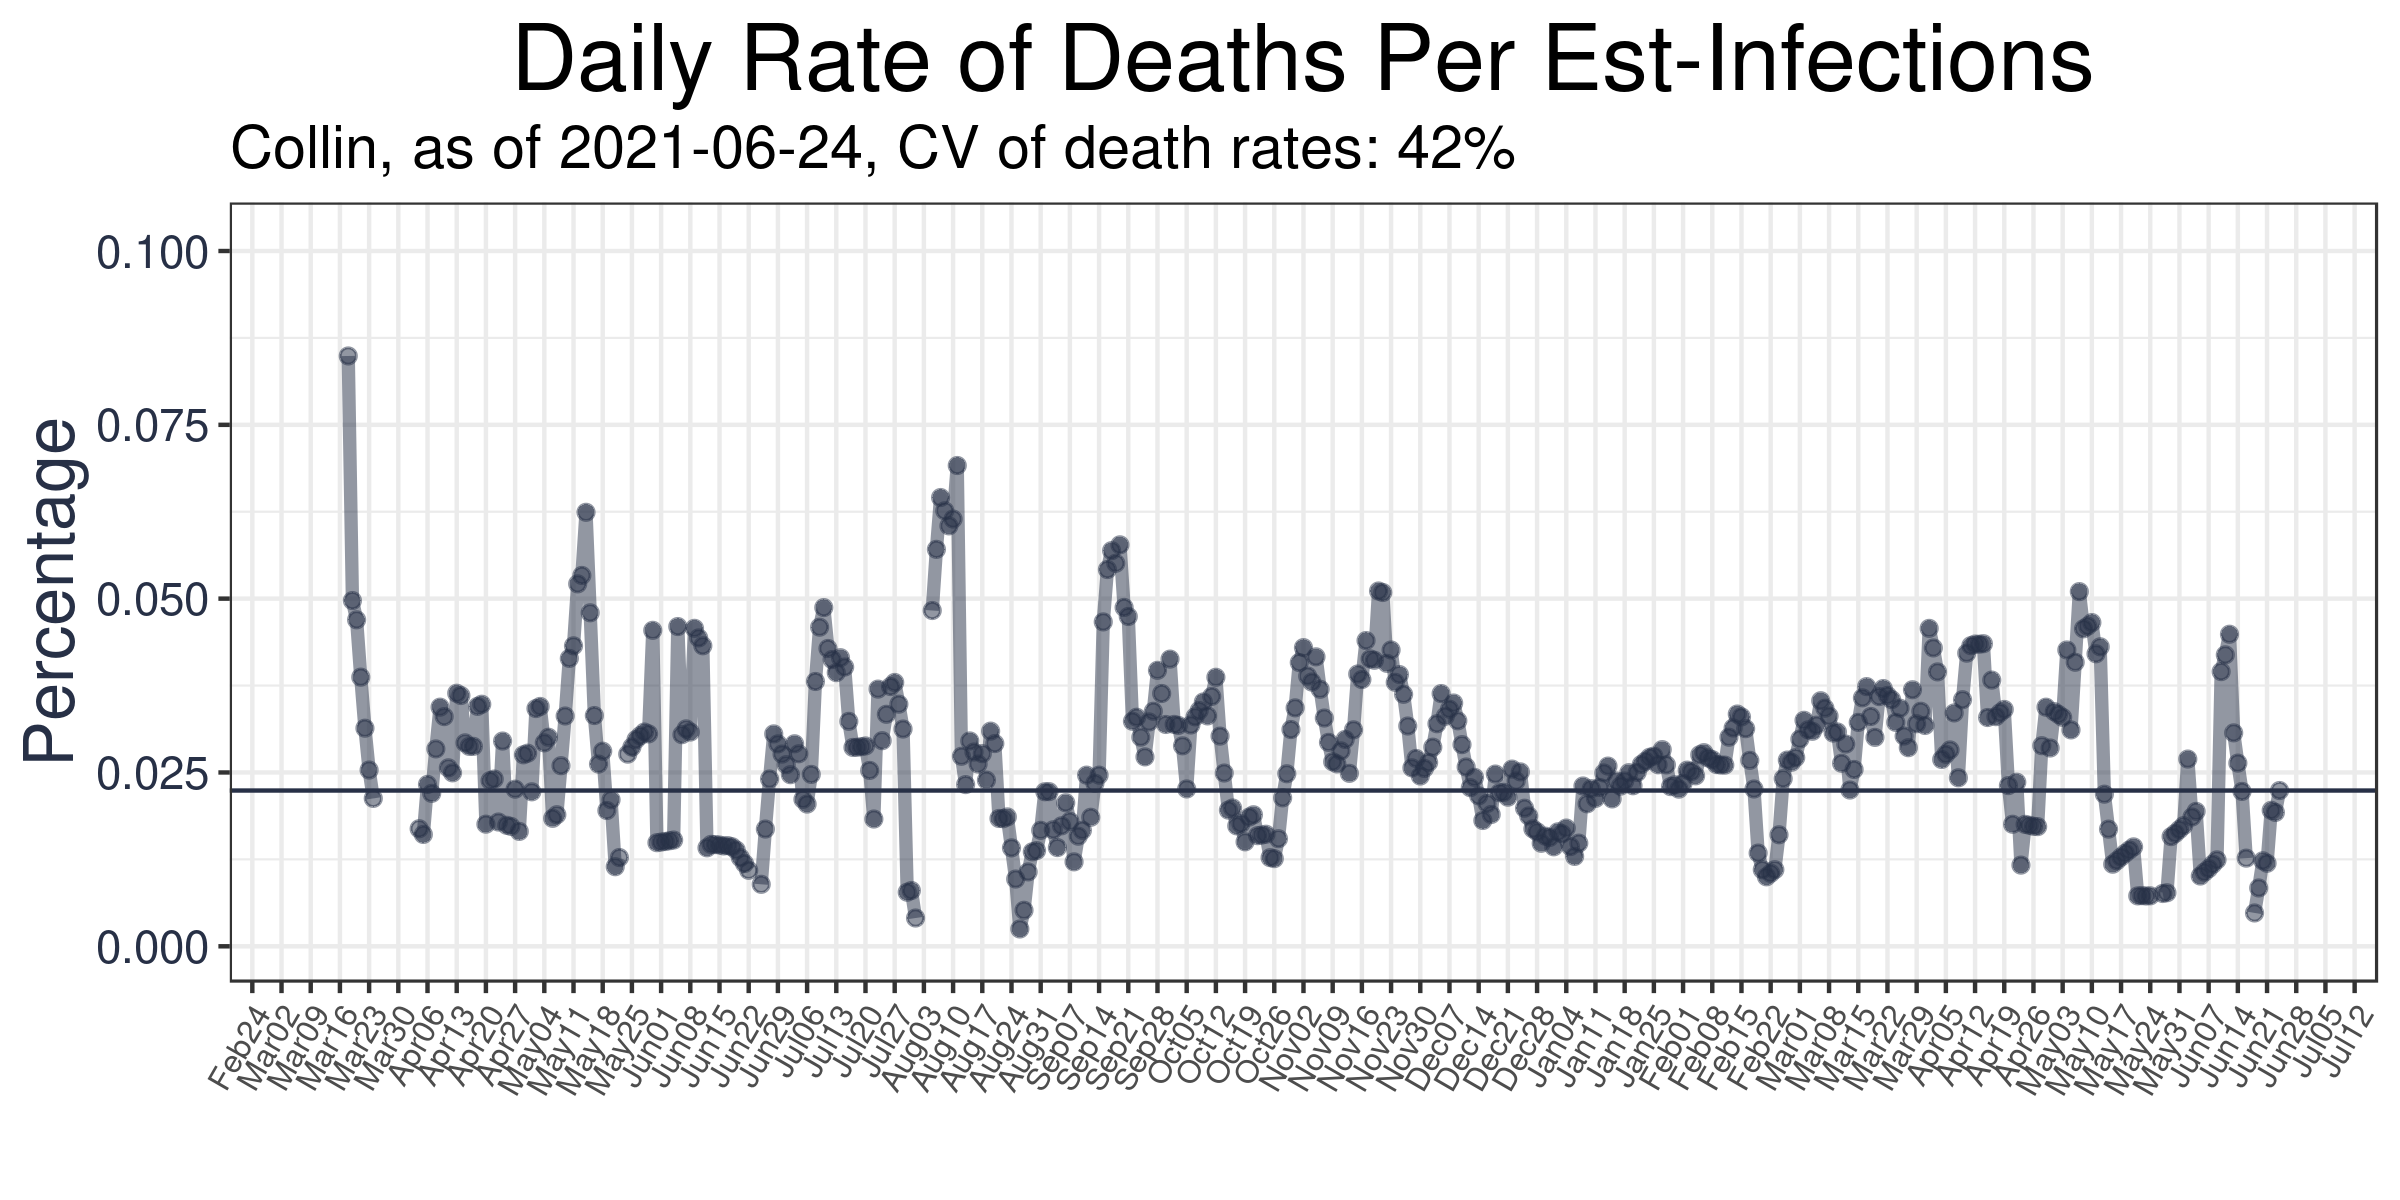 Daily Rate of Deaths Per Est-Infections
Collin, as of 2021-06-24, CV of death rates: 42%
Percentage
0.100
0.075
0.050
0.025
0.000
Feb24
Mar02
Mar09
Mar16
Mar23
Mar30
Apr06
Apr13
Apr20
Apr27
May04
May11
May18
May25
Jun01
Jun08
Jun15
Jun22
Jun29
Jul06
Jul13
Jul20
Jul27
Aug03
Aug10
Aug17
Aug24
Aug31
Sep07
Sep14
Sep21
Sep28
Oct05
Oct12
Oct19
Oct26
Nov02
Nov09
Nov16
Nov23
Nov30
Dec07
Dec14
Dec21
Dec28
Jan04
Jan11
Jan18
Jan25
Feb01
Feb08
Feb15
Feb22
Mar01
Mar08
Mar15
Mar22
Mar29
Apr05
Apr12
Apr19
Apr26
May03
May10
May17
May24
May31
Jun07
Jun14
Jun21
Jun28
Jul05
Jul12